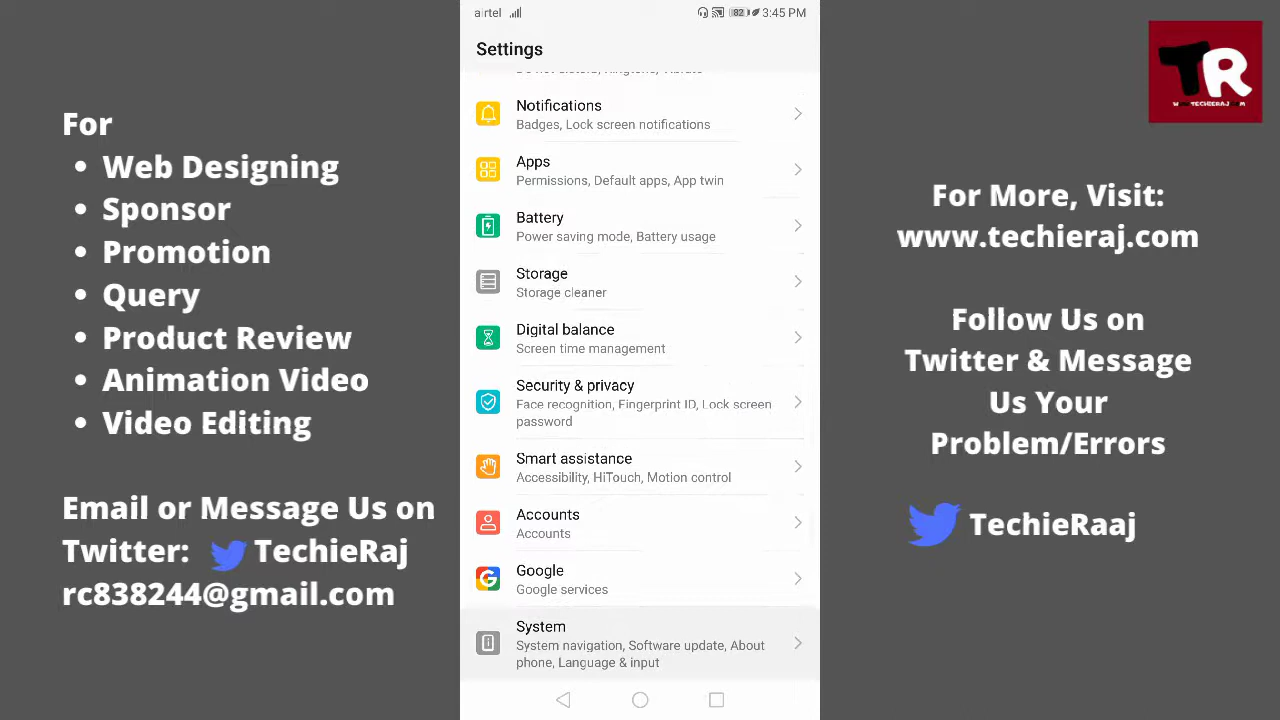 For
• Web Designing
• Sponsor
• Promotion
• Query
• Product Review
• Animation Video
• Video Editing
Email or Message Us on
Twitter: TechieRaj
rc838244@gmail.com
airtel
82
3:45 PM
Settings
Notifications
Badges, Lock screen notifications
Apps
Permissions, Default apps, App twin
Battery
Power saving mode, Battery usage
Storage
Storage cleaner
Digital balance
Screen time management
Security & privacy
Face recognition, Fingerprint ID, Lock screen
password
Smart assistance
Accessibility, HiTouch, Motion control
Accounts
Accounts
Google
Google services
System
System navigation, Software update, About
phone, Language & input
TR
For More, Visit:
www.techieraj.com
Follow Us on
Twitter & Message
Us Your
Problem/Errors
TechieRaaj